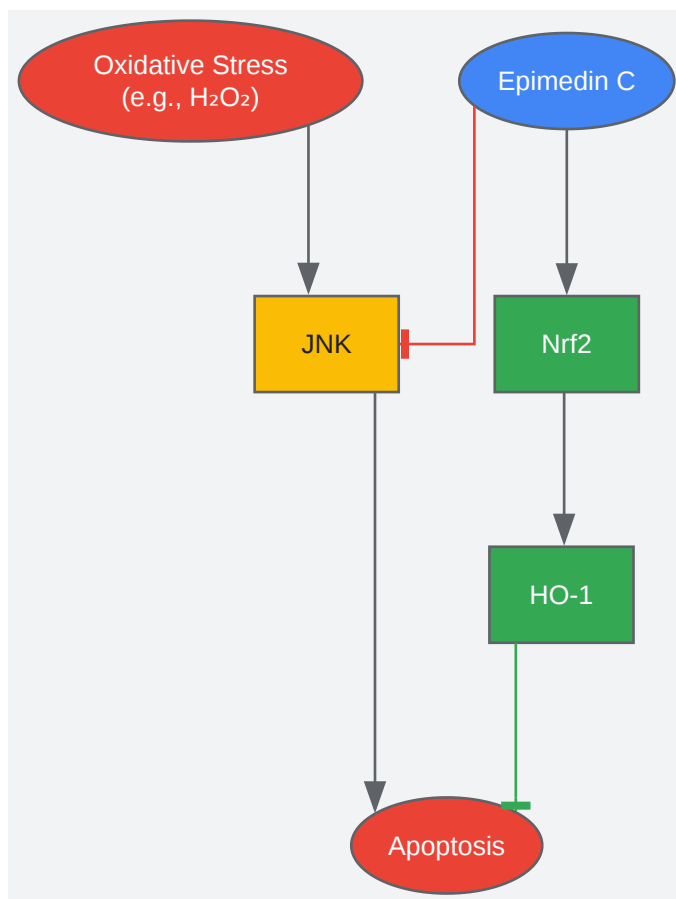 Oxidative Stress
(e.g., H₂O₂)
Epimedin C
JNK
Nrf2
HO-1
Apoptosis